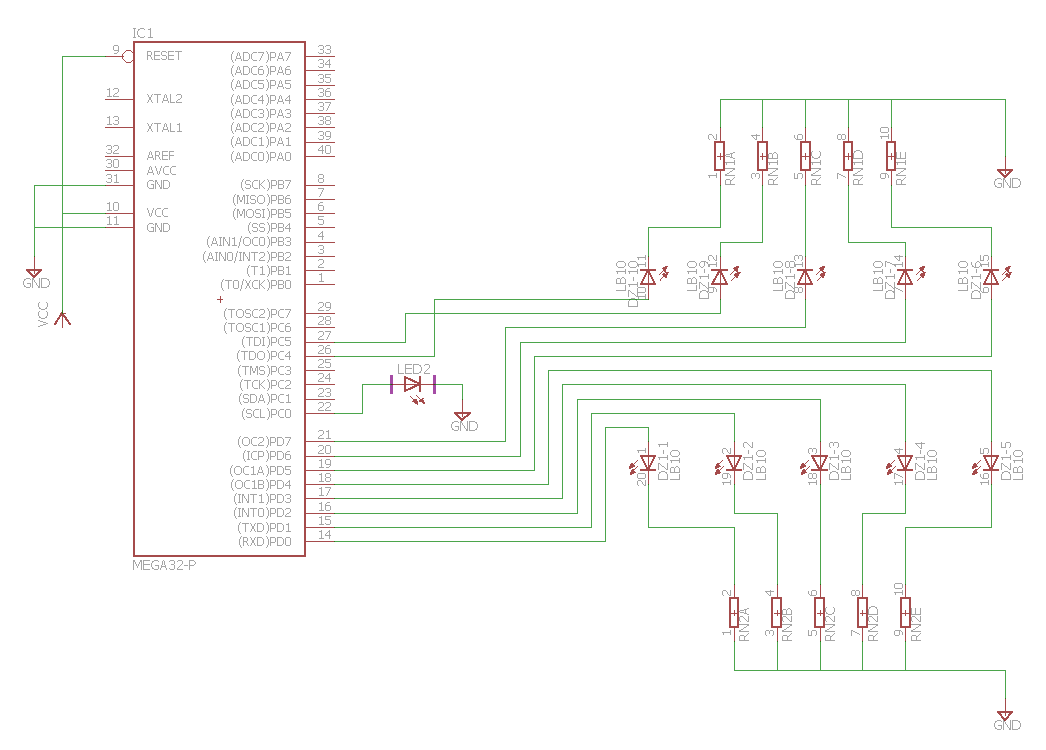 IC1
9 RESET
12 XTAL2
13 XTAL1
32 AREF
30 AVCC
31 GND
10 VCC
11 GND
(ADC7)PA7 33
(ADC6)PA6 34
(ADC5)PA5 35
(ADC4)PA4 36
(ADC3)PA3 37
(ADC2)PA2 38
(ADC1)PA1 39
(ADC0)PA0 40
(SCK)PB7 8
(MISO)PB6 7
(MOSI)PB5 6
(SS)PB4 5
(AIN1/OC0)PB3 4
(AIN0/INT2)PB2 3
(T1)PB1 2
(T0/XCK)PB0 1
(TOSC2)PC7 29
(TOSC1)PC6 28
(TDI)PC5 27
(TDO)PC4 26
(TMS)PC3 25
(TCK)PC2 24
(SDA)PC1 23
(SCL)PC0 22
(OC2)PD7 21
(ICP)PD6 20
(OC1A)PD5 19
(OC1B)PD4 18
(INT1)PD3 17
(INT0)PD2 16
(TXD)PD1 15
(RXD)PD0 14
MEGA32-P
GND
VCC
LED2
GND
2 1 RN1A
4 3 RN1B
6 5 RN1C
8 7 RN1D
10 9 RN1E
GND
LB10 DZ1-10 11 10
LB10 DZ1-9 12 9
LB10 DZ1-8 13 8
LB10 DZ1-7 14 7
LB10 DZ1-6 15 6
1 20 DZ1-1 LB10
2 19 DZ1-2 LB10
3 18 DZ1-3 LB10
4 17 DZ1-4 LB10
5 16 DZ1-5 LB10
2 1 RN2A
4 3 RN2B
6 5 RN2C
8 7 RN2D
10 9 RN2E
GND